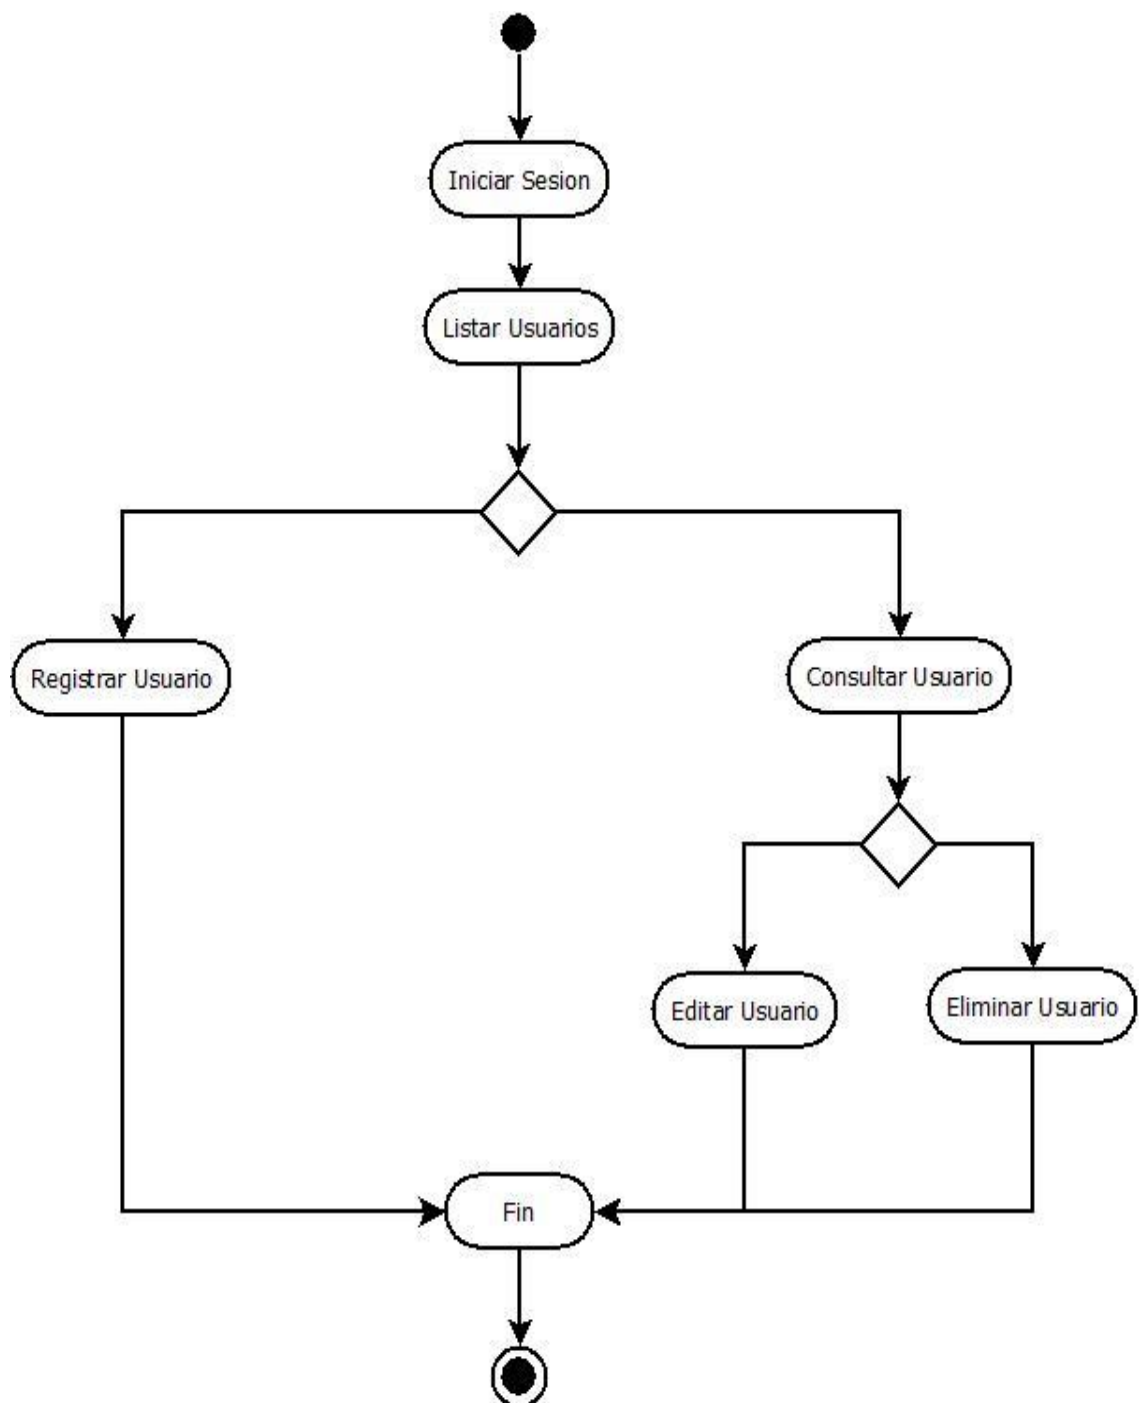 Iniciar Sesion
Listar Usuarios
Registrar Usuario
Consultar Usuario
Editar Usuario
Eliminar Usuario
Fin